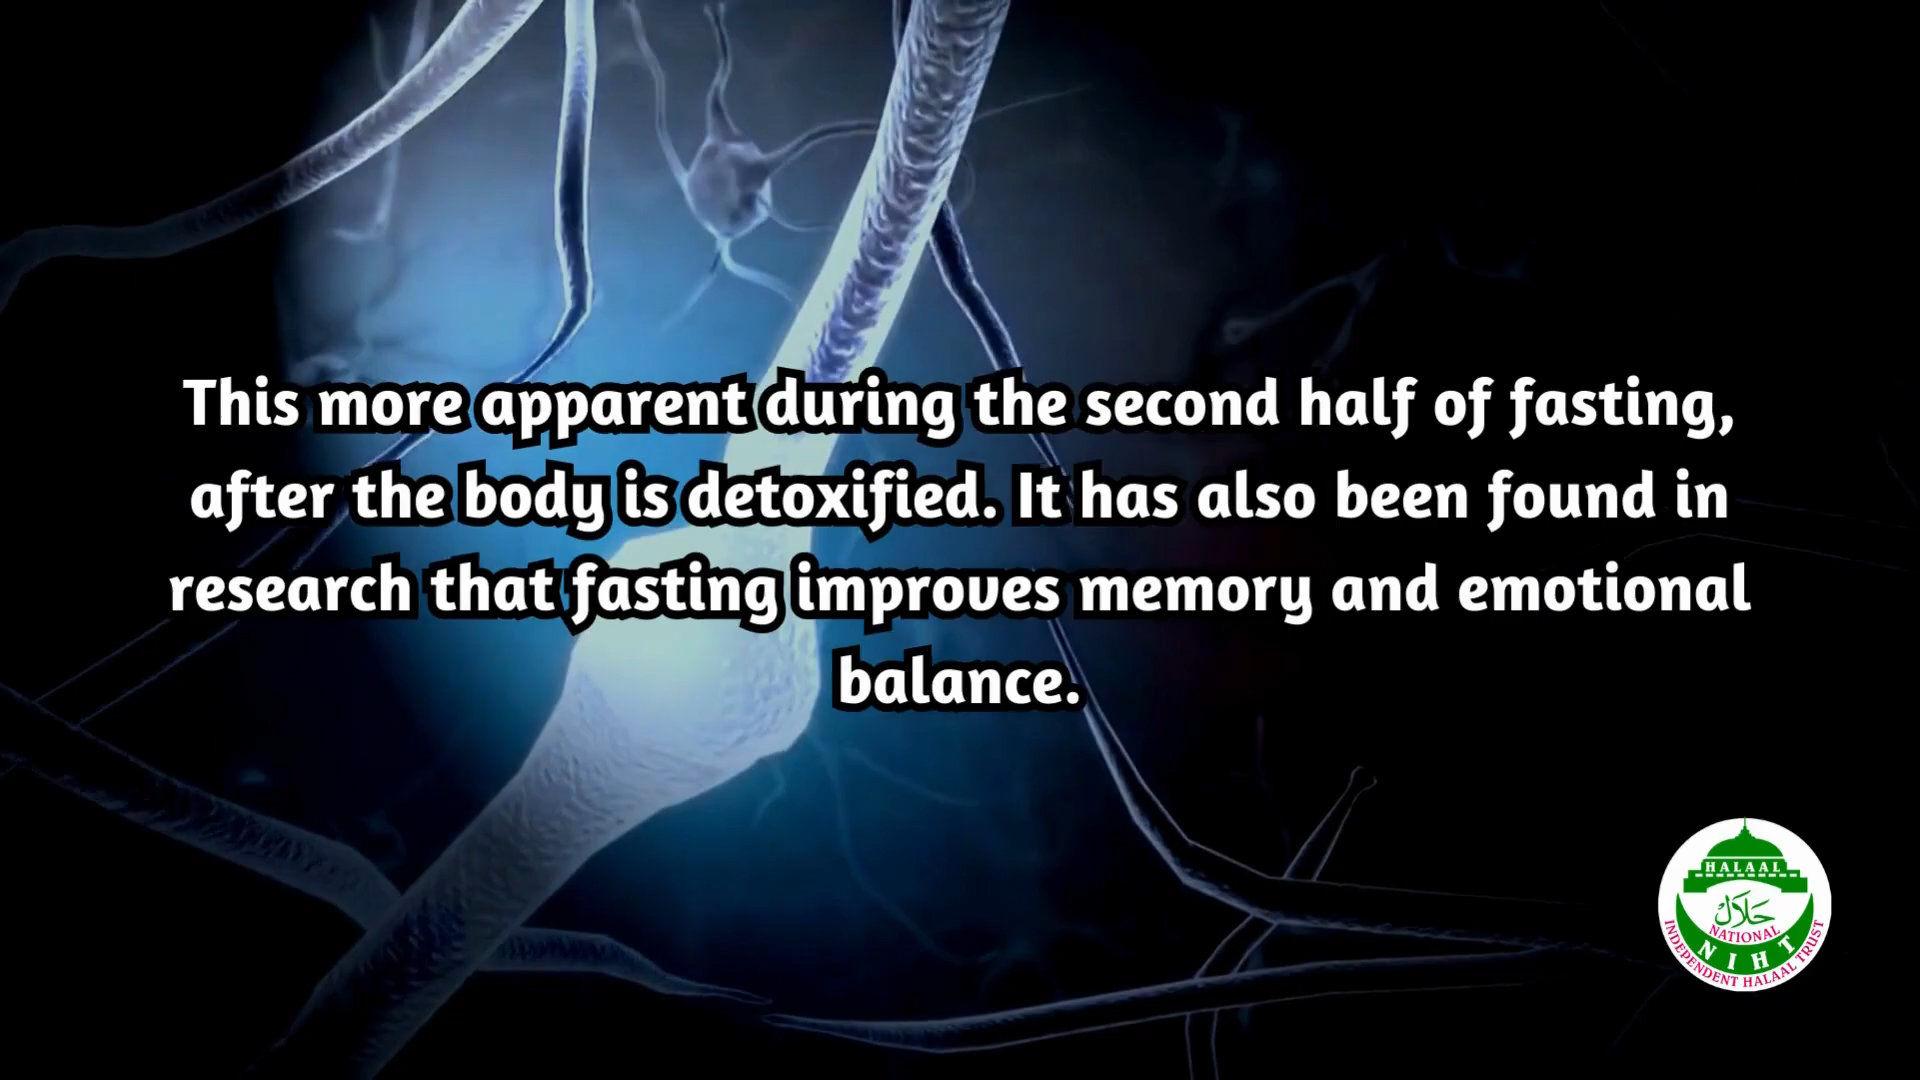 This more apparent during the second half of fasting,
after the body is detoxified. It has also been found in
research that fasting improves memory and emotional
balance.
HALAAL
حلال
NATIONAL
NIHT
INDEPENDENT HALAAL TRUST